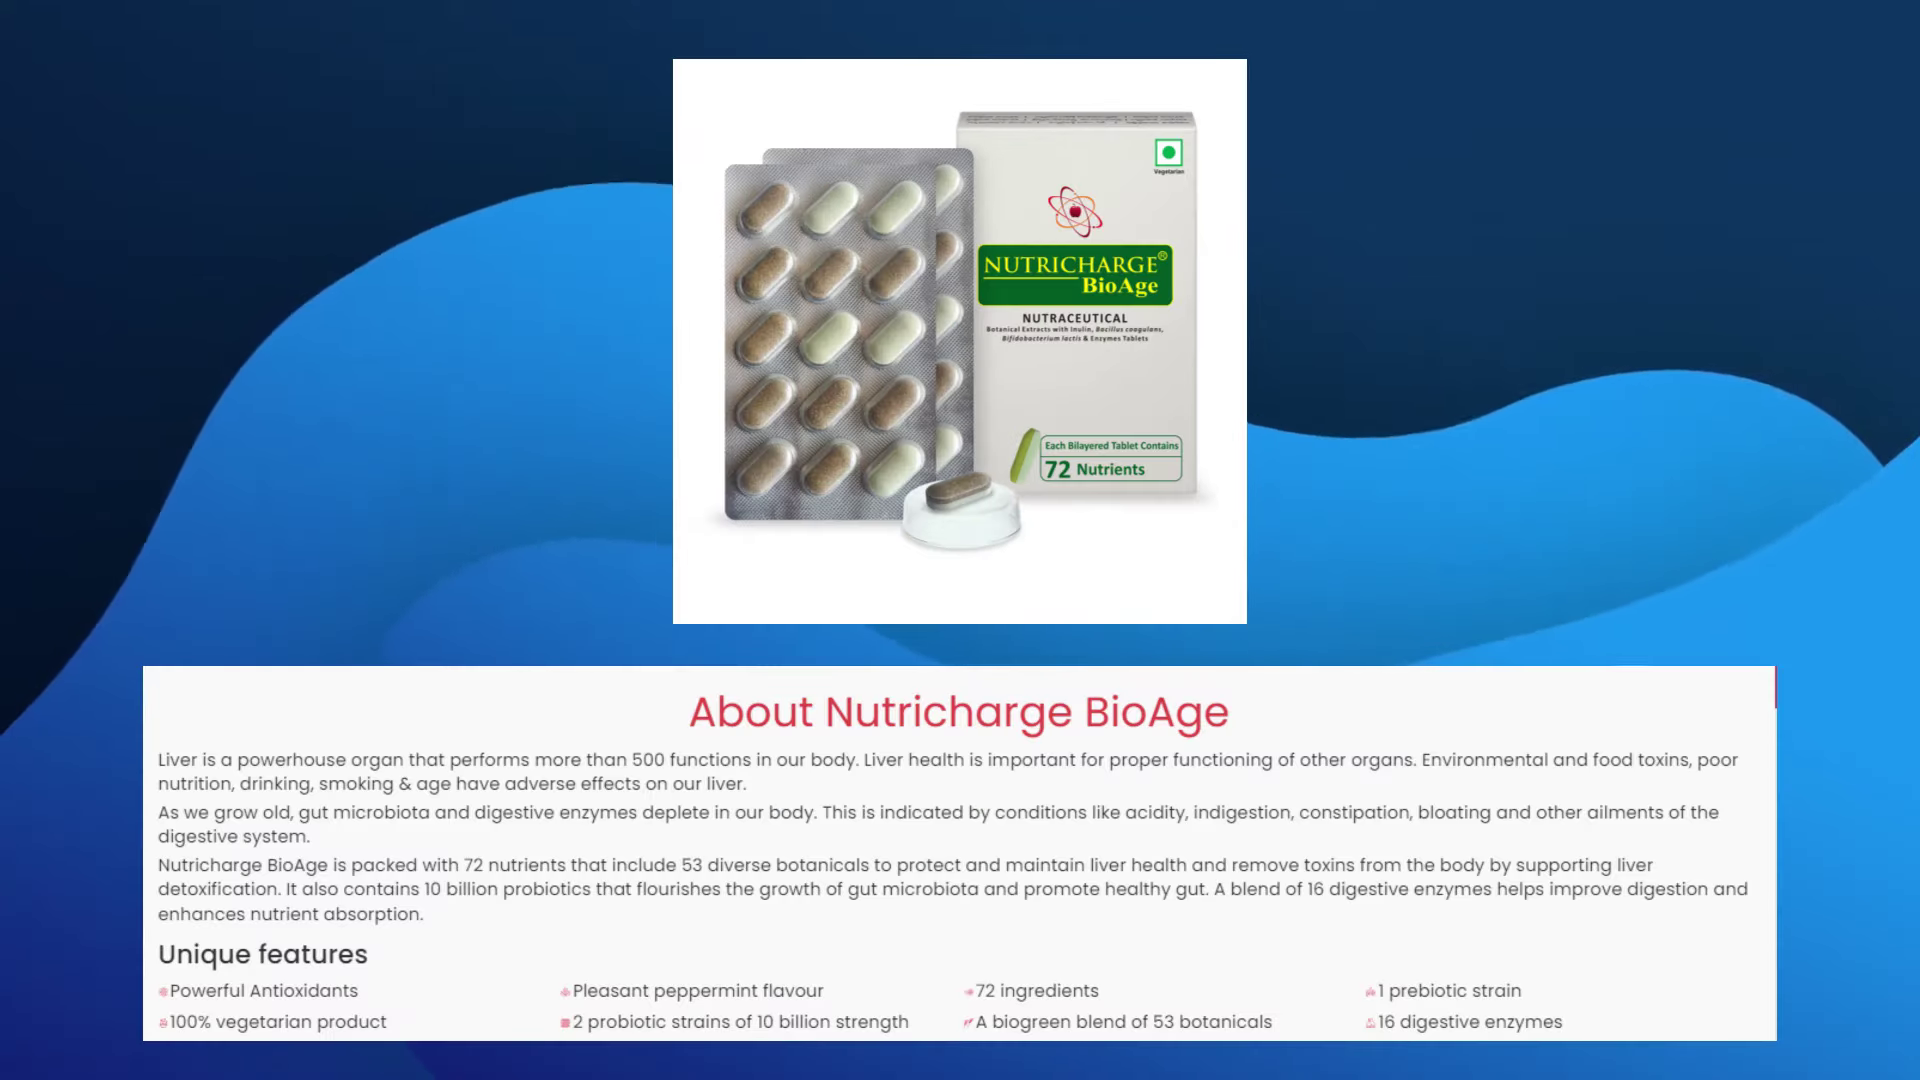 Vegetarian
NUTRICHARGE®
BioAge
NUTRACEUTICAL
Botanical Extracts with Inulin, Bacillus coagulans,
Bifidobacterium lactis & Enzymes Tablets
Each Bilayered Tablet Contains
72 Nutrients
About Nutricharge BioAge
Liver is a powerhouse organ that performs more than 500 functions in our body. Liver health is important for proper functioning of other organs. Environmental and food toxins, poor
nutrition, drinking, smoking & age have adverse effects on our liver.
As we grow old, gut microbiota and digestive enzymes deplete in our body. This is indicated by conditions like acidity, indigestion, constipation, bloating and other ailments of the
digestive system.
Nutricharge BioAge is packed with 72 nutrients that include 53 diverse botanicals to protect and maintain liver health and remove toxins from the body by supporting liver
detoxification. It also contains 10 billion probiotics that flourishes the growth of gut microbiota and promote healthy gut. A blend of 16 digestive enzymes helps improve digestion and
enhances nutrient absorption.
Unique features
Powerful Antioxidants
Pleasant peppermint flavour
72 ingredients
1 prebiotic strain
100% vegetarian product
2 probiotic strains of 10 billion strength
A biogreen blend of 53 botanicals
16 digestive enzymes